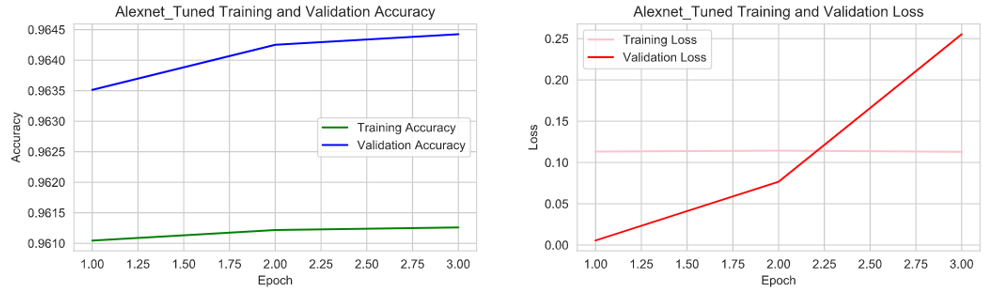 Alexnet_Tuned Training and Validation Accuracy
0.9645
0.9640
0.9635
0.9630
0.9625
0.9620
0.9615
0.9610
Accuracy
Training Accuracy
Validation Accuracy
1.00 1.25 1.50 1.75 2.00 2.25 2.50 2.75 3.00
Epoch
Alexnet_Tuned Training and Validation Loss
0.25
0.20
0.15
0.10
0.05
0.00
Loss
Training Loss
Validation Loss
1.00 1.25 1.50 1.75 2.00 2.25 2.50 2.75 3.00
Epoch